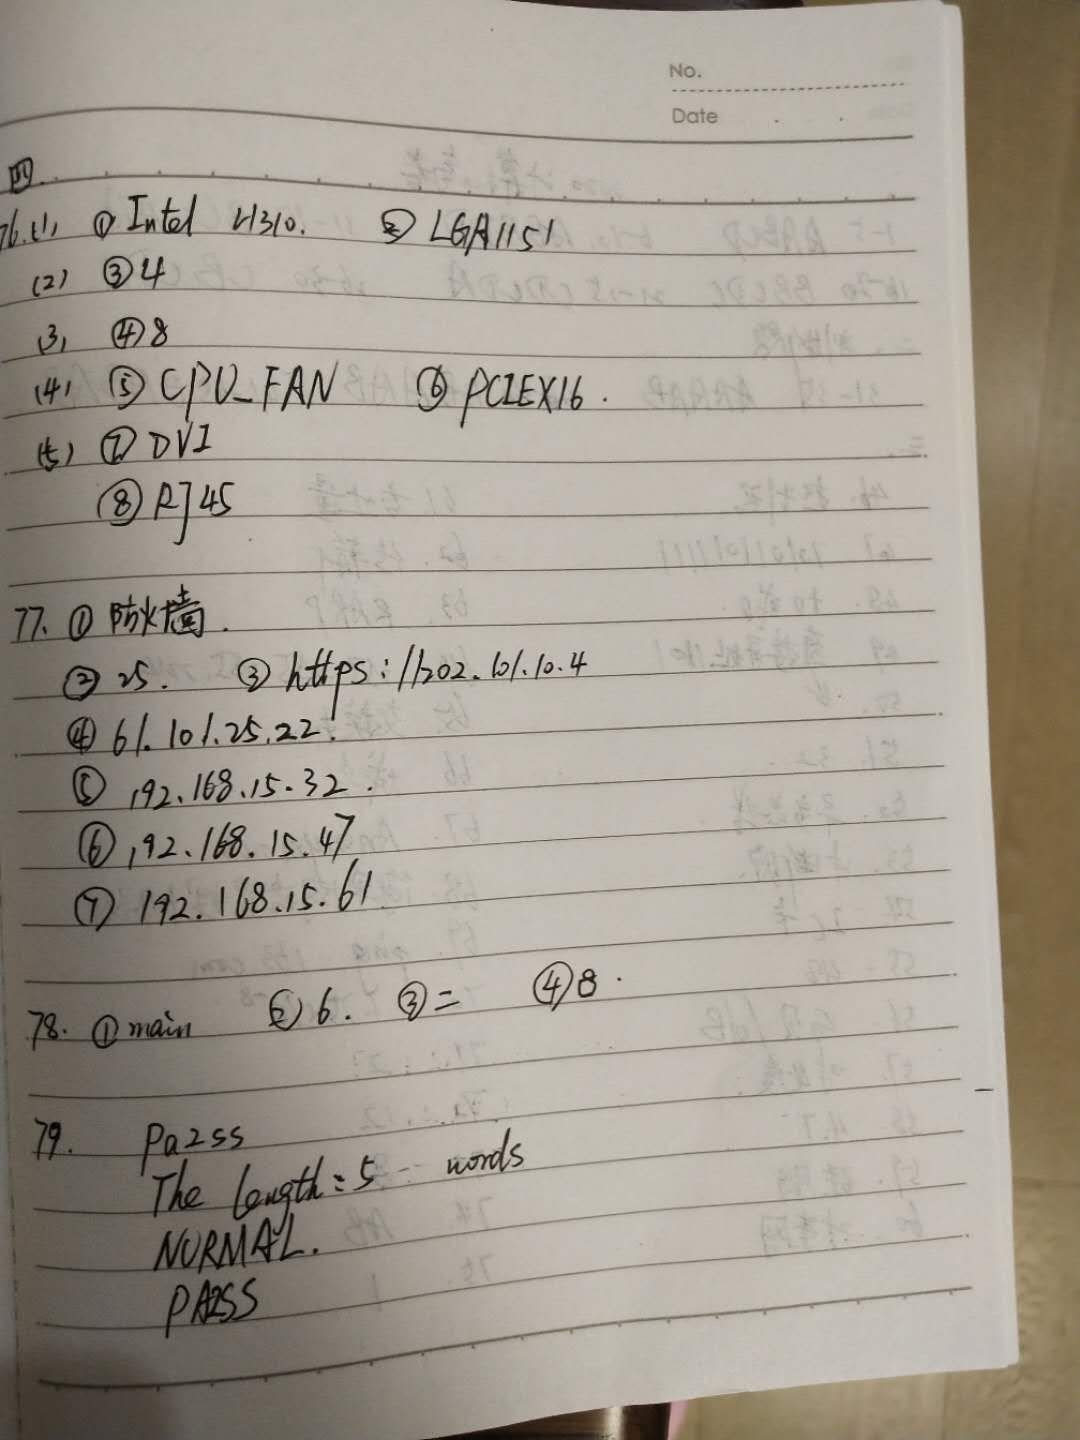 No.
Date
四
76.(1) ① Intel H310. ② LGA1151
(2) ③ 4
(3) ④ 8
(4) ⑤ CPU_FAN ⑥ PCIEX16.
(5) ⑦ DVI
⑧ RJ45
77. ① 防火墙.
② 25. ③ https://202.101.10.4
④ 61.101.25.22.
⑤ 192.168.15.32.
⑥ 192.168.15.47
⑦ 192.168.15.61
78. ① main ② 6. ③ = ④ 8.
79. Pa2ss
The length=5 words
NORMAL.
PA2SS